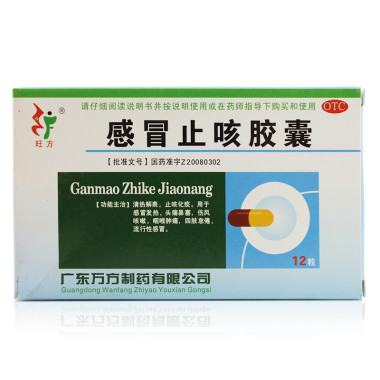 请仔细阅读说明书并按说明使用或在药师指导下购买和使用
OTC
®
旺方
感冒止咳胶囊
【批准文号】国药准字Z20080302
Ganmao Zhike Jiaonang
【功能主治】清热解表，止咳化痰。用于
感冒发热，头痛鼻塞，伤风
咳嗽，咽喉肿痛，四肢怠倦，
流行性感冒。
12粒
广东万方制药有限公司
Guangdong Wanfang Zhiyao Youxian Gongsi